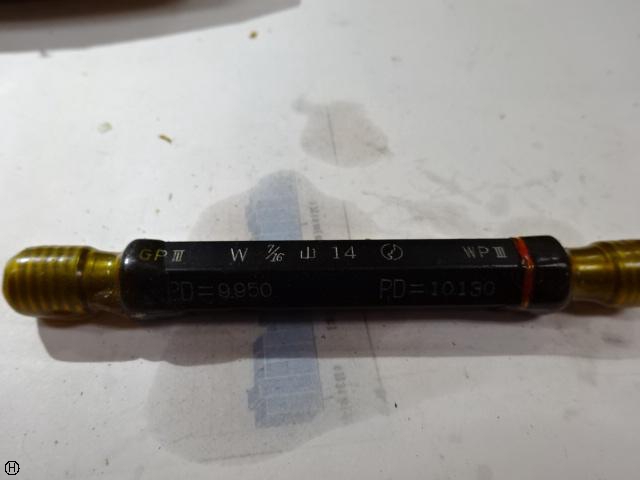 GP III W 7/16 山 14 WP III
PD=9.950 PD=10.130
H